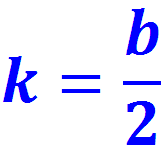 k = b/2